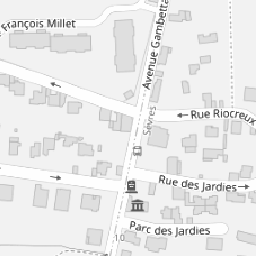 François Millet
Avenue Gambetta
Sèvres
Rue Riocreux
Rue des Jardies
Parc des Jardies